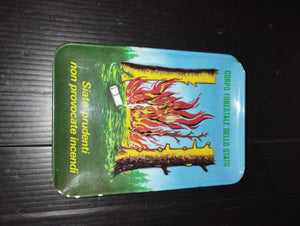 CORPO FORESTALE DELLO STATO
Siate prudenti
non provocate incendi